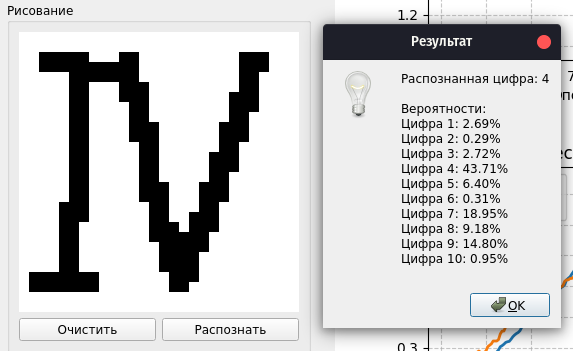 Рисование
IV
Очистить
Распознать
1.2
0.3
Результат
Распознанная цифра: 4
Вероятности:
Цифра 1: 2.69%
Цифра 2: 0.29%
Цифра 3: 2.72%
Цифра 4: 43.71%
Цифра 5: 6.40%
Цифра 6: 0.31%
Цифра 7: 18.95%
Цифра 8: 9.18%
Цифра 9: 14.80%
Цифра 10: 0.95%
OK